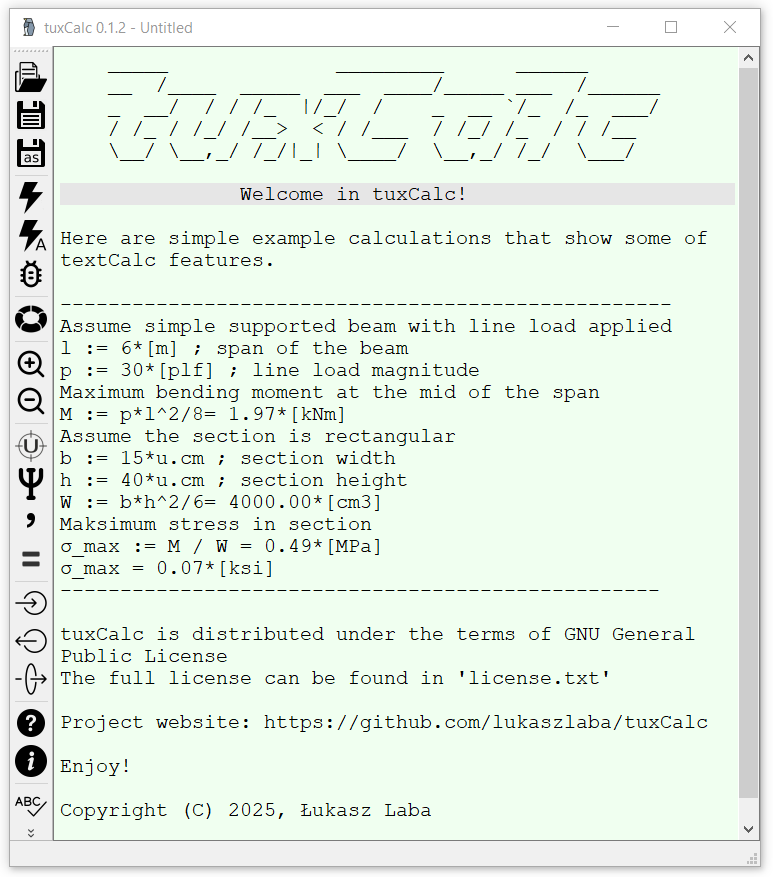 tuxCalc 0.1.2 - Untitled
as
A
U
Ψ
,
=
?
i
ABC
Welcome in tuxCalc!
Here are simple example calculations that show some of
textCalc features.
---------------------------------------------------
Assume simple supported beam with line load applied
l := 6*[m] ; span of the beam
p := 30*[plf] ; line load magnitude
Maximum bending moment at the mid of the span
M := p*l^2/8= 1.97*[kNm]
Assume the section is rectangular
b := 15*u.cm ; section width
h := 40*u.cm ; section height
W := b*h^2/6= 4000.00*[cm3]
Maksimum stress in section
σ_max := M / W = 0.49*[MPa]
σ_max = 0.07*[ksi]
--------------------------------------------------
tuxCalc is distributed under the terms of GNU General
Public License
The full license can be found in 'license.txt'
Project website: https://github.com/lukaszlaba/tuxCalc
Enjoy!
Copyright (C) 2025, Łukasz Laba